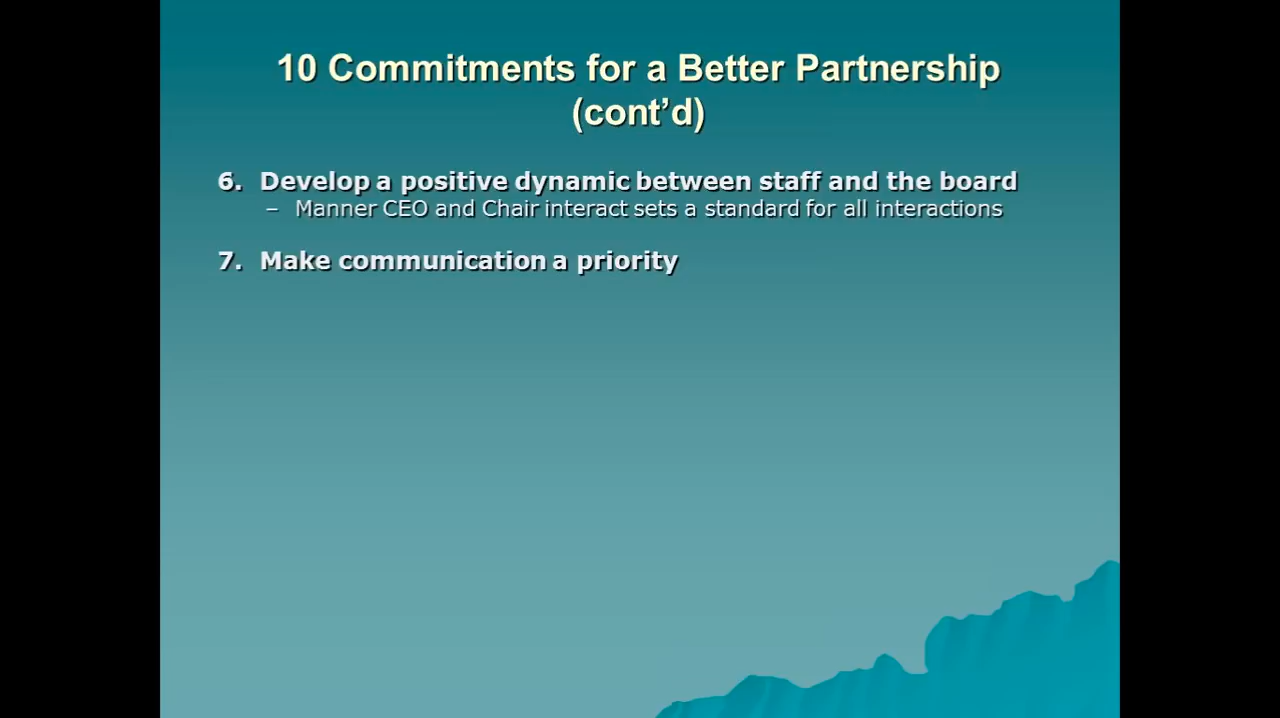 10 Commitments for a Better Partnership
(cont’d)
6. Develop a positive dynamic between staff and the board
– Manner CEO and Chair interact sets a standard for all interactions
7. Make communication a priority